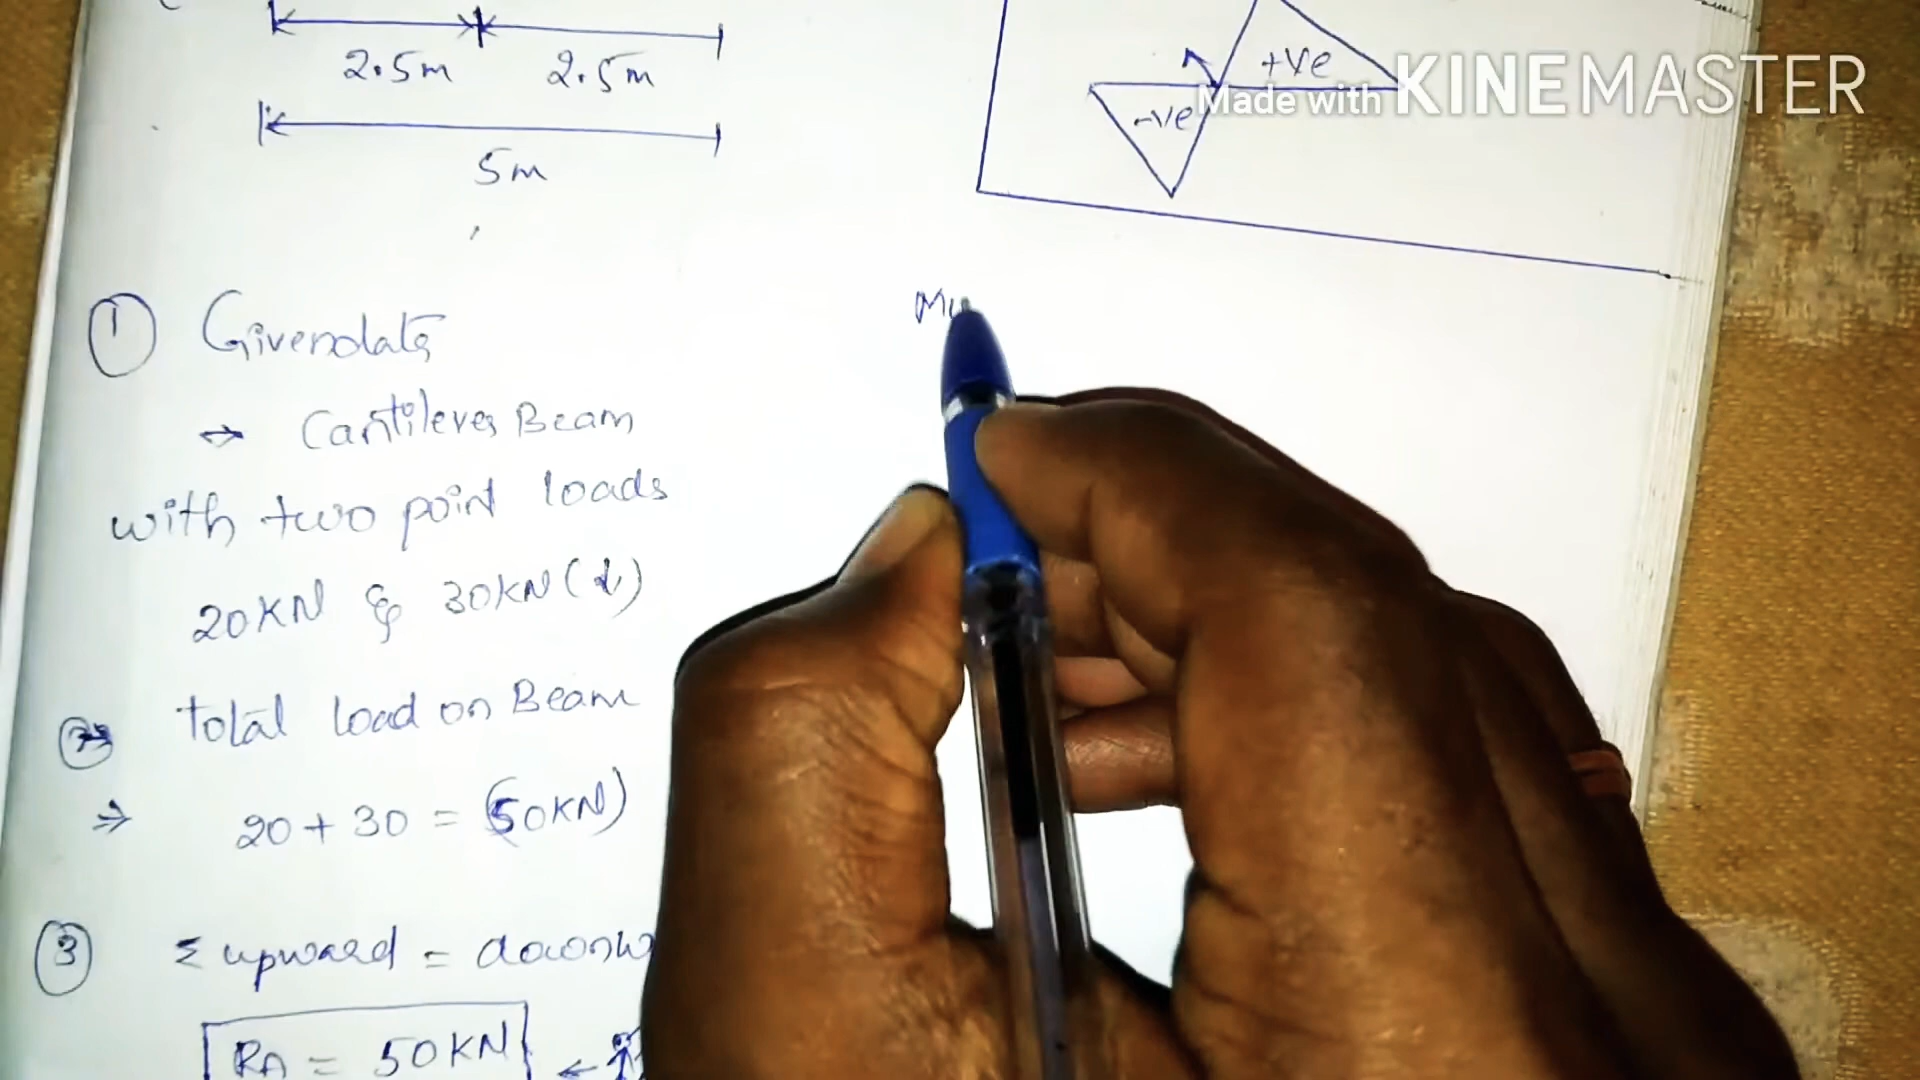 2.5m 2.5m
5m
+ve
-ve
Made with KINEMASTER
① Givendata
⇒ Cantilever Beam
with two point loads
20KN & 30KN (↓)
total load on Beam
⇒ 20 + 30 = (50KN)
③ Σ upward = downw
RA = 50KN ←